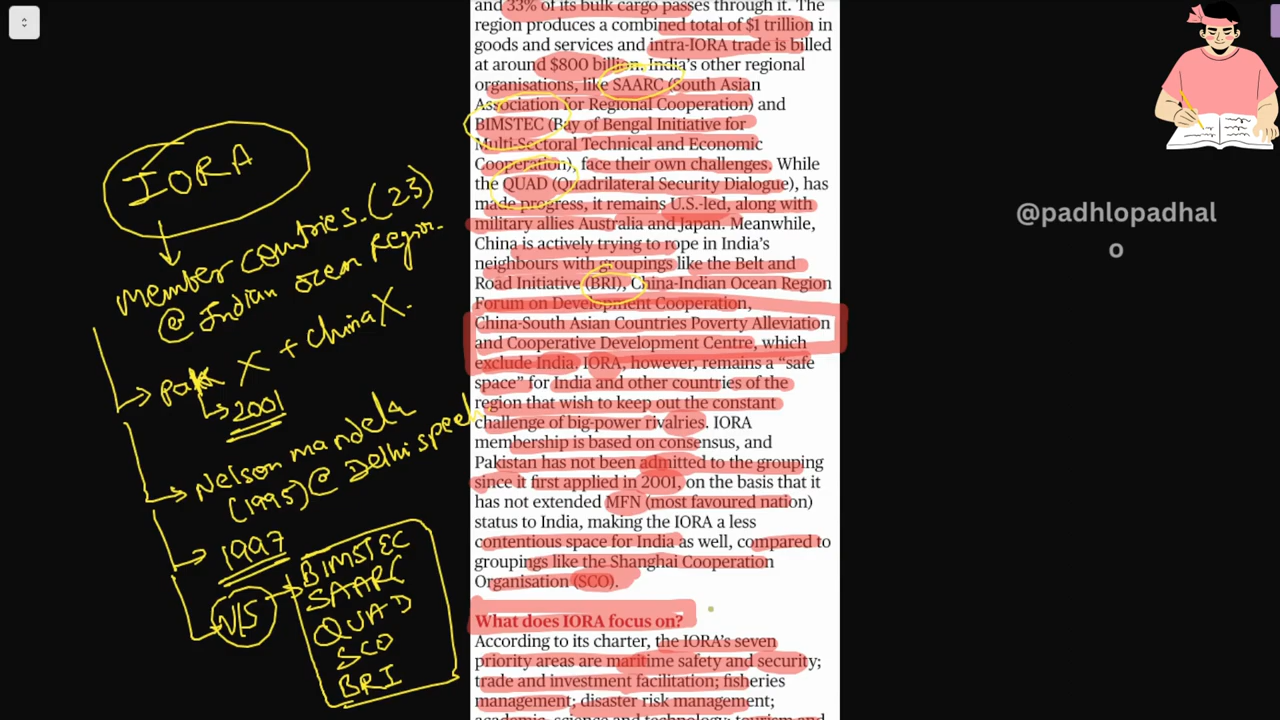 IORA
member countries. (23)
@ Indian ocean Region.
Pak X + China X.
2001
Nelson mandela
(1995) @ Delhi speech
1997
V/S
BIMSTEC
SAARC
QUAD
SCO
BRI
and 33% of its bulk cargo passes through it. The
region produces a combined total of $1 trillion in
goods and services and intra-IORA trade is billed
at around $800 billion. India's other regional
organisations, like SAARC (South Asian
Association for Regional Cooperation) and
BIMSTEC (Bay of Bengal Initiative for
Multi-Sectoral Technical and Economic
Cooperation), face their own challenges. While
the QUAD (Quadrilateral Security Dialogue), has
made progress, it remains U.S.-led, along with
military allies Australia and Japan. Meanwhile,
China is actively trying to rope in India's
neighbours with groupings like the Belt and
Road Initiative (BRI), China-Indian Ocean Region
Forum on Development Cooperation,
China-South Asian Countries Poverty Alleviation
and Cooperative Development Centre, which
exclude India. IORA, however, remains a “safe
space” for India and other countries of the
region that wish to keep out the constant
challenge of big-power rivalries. IORA
membership is based on consensus, and
Pakistan has not been admitted to the grouping
since it first applied in 2001, on the basis that it
has not extended MFN (most favoured nation)
status to India, making the IORA a less
contentious space for India as well, compared to
groupings like the Shanghai Cooperation
Organisation (SCO).
What does IORA focus on?
According to its charter, the IORA's seven
priority areas are maritime safety and security;
trade and investment facilitation; fisheries
management; disaster risk management;
academic, science and technology; tourism and
@padhlopadhal
o